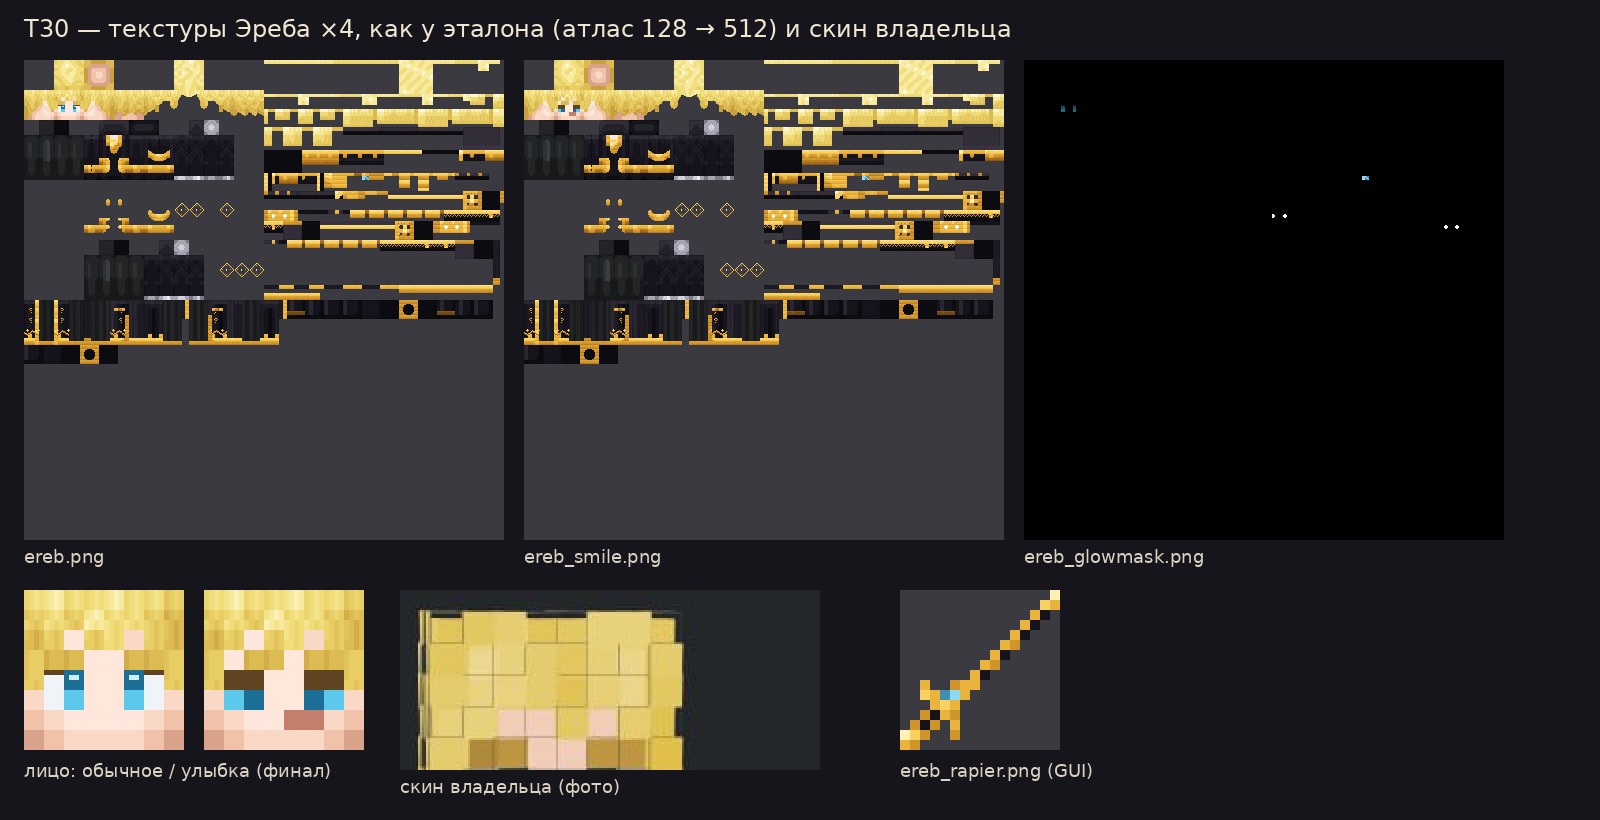 T30 — текстуры Эреба ×4, как у эталона (атлас 128 → 512) и скин владельца
ereb.png
ereb_smile.png
ereb_glowmask.png
лицо: обычное / улыбка (финал)
скин владельца (фото)
ereb_rapier.png (GUI)